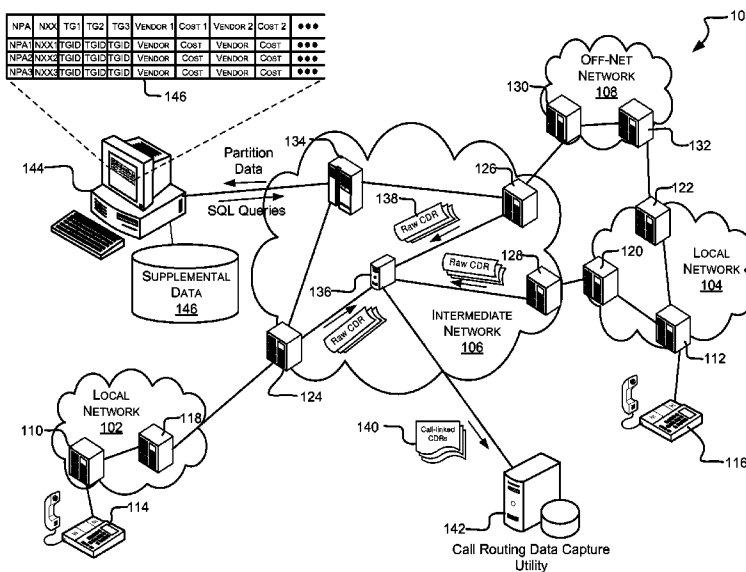 NPA NXX TG1 TG2 TG3 VENDOR 1 COST 1 VENDOR 2 COST 2 •••
NPA1 NXX1 TGID TGID TGID VENDOR COST VENDOR COST •••
NPA2 NXX2 TGID TGID TGID VENDOR COST VENDOR COST •••
NPA3 NXX3 TGID TGID TGID VENDOR COST VENDOR COST •••
146
10
OFF-NET
NETWORK
108
130
132
134
126
144
Partition
Data
SQL Queries
138
Raw CDR
122
128
Raw CDR
120
LOCAL
NETWORK
104
136
SUPPLEMENTAL
DATA
146
Raw CDR
INTERMEDIATE
NETWORK
106
112
124
LOCAL
NETWORK
102
110
118
140
Call-linked
CDRs
116
114
142
Call Routing Data Capture
Utility